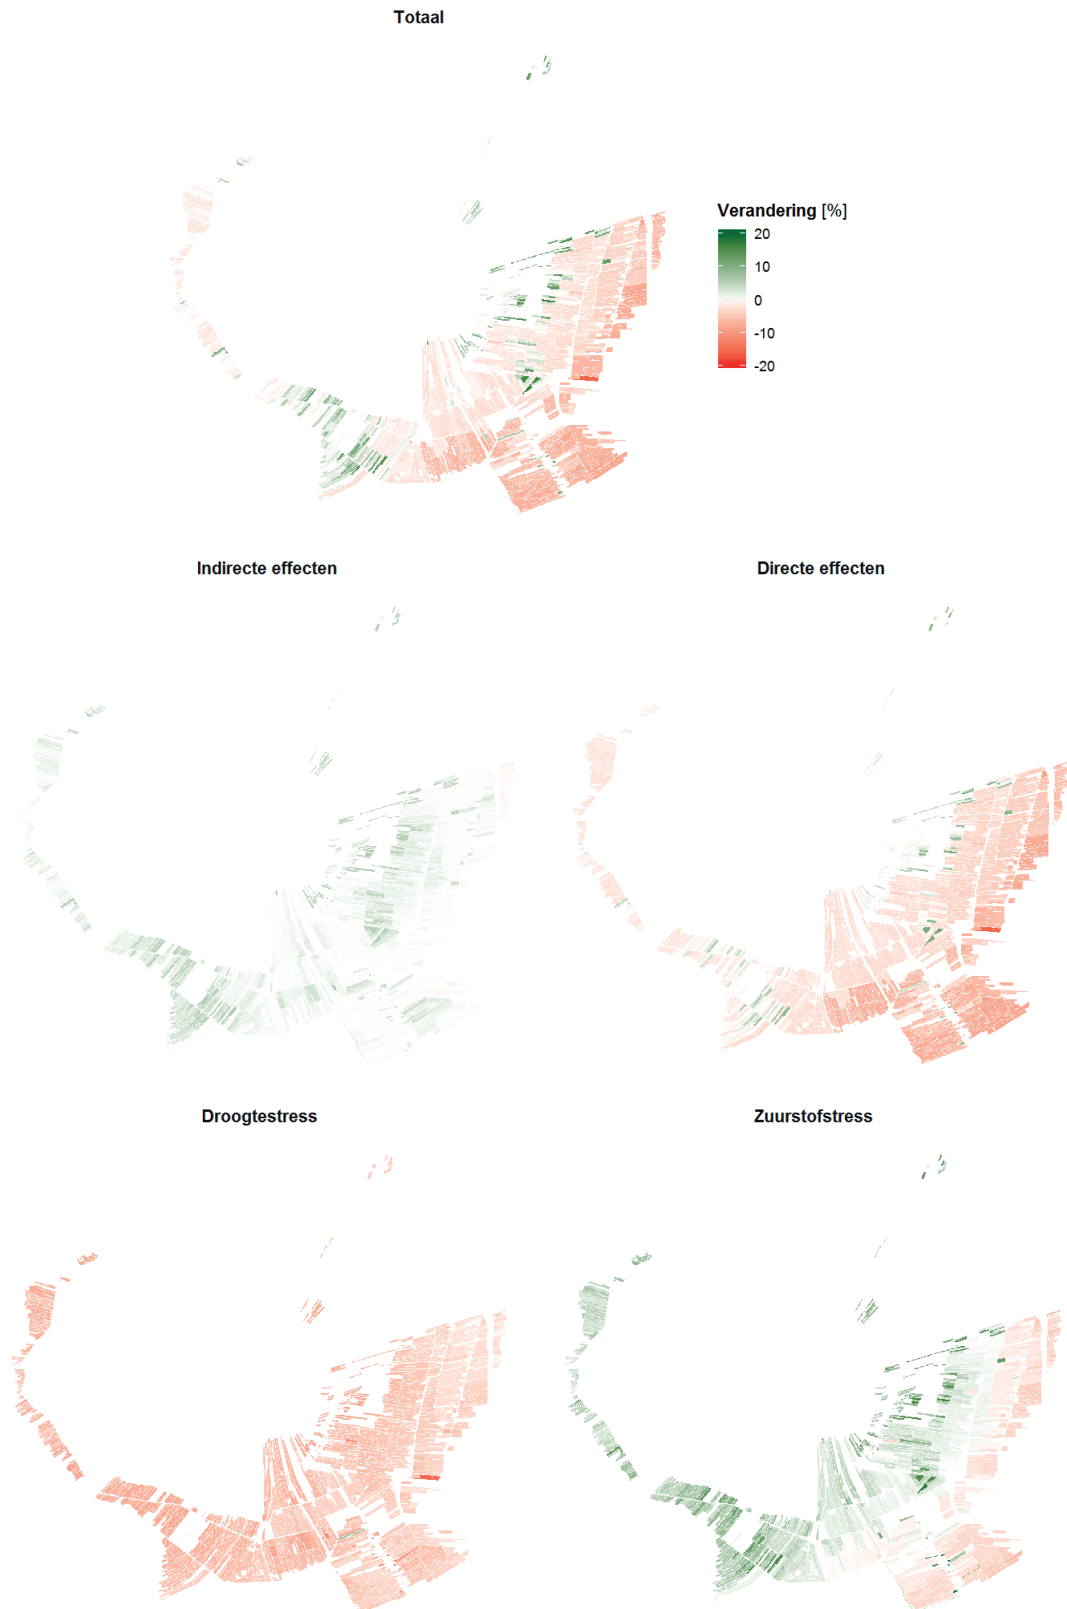 Totaal
Verandering [%]
20
10
0
-10
-20
Indirecte effecten
Directe effecten
Droogtestress
Zuurstofstress